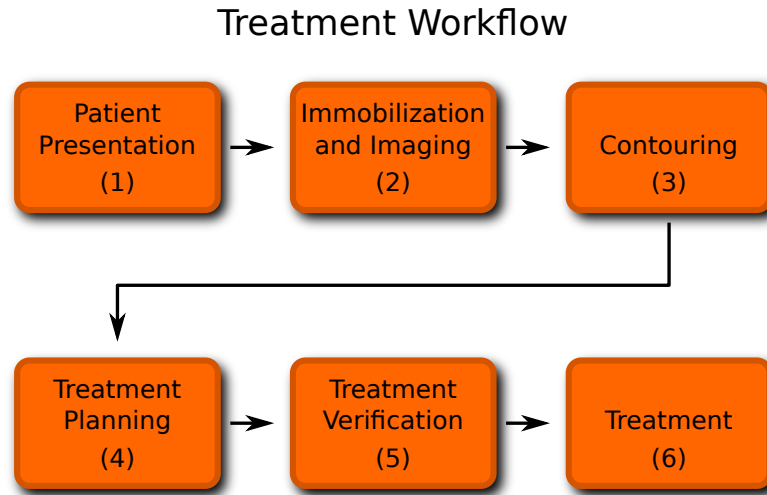 Treatment Workflow
Patient
Presentation
(1)
Immobilization
and Imaging
(2)
Contouring
(3)
Treatment
Planning
(4)
Treatment
Verification
(5)
Treatment
(6)